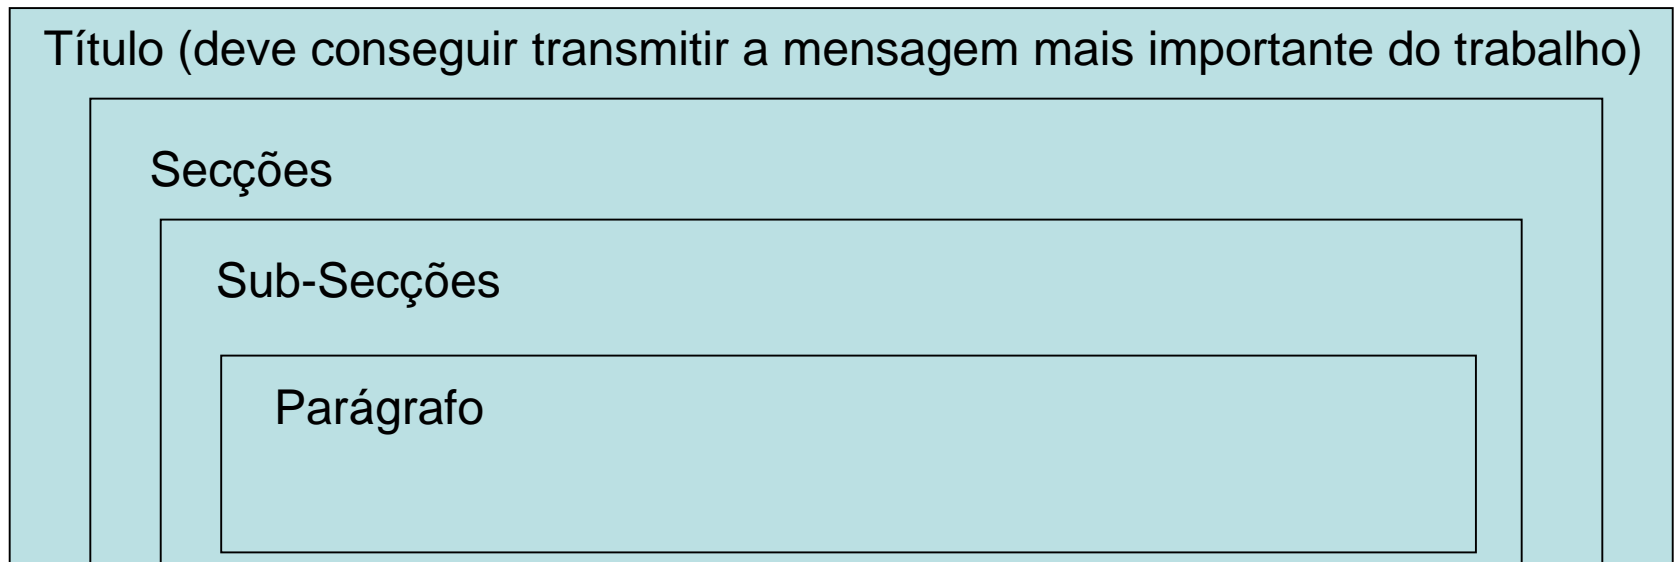 Título (deve conseguir transmitir a mensagem mais importante do trabalho)
Secções
Sub-Secções
Parágrafo